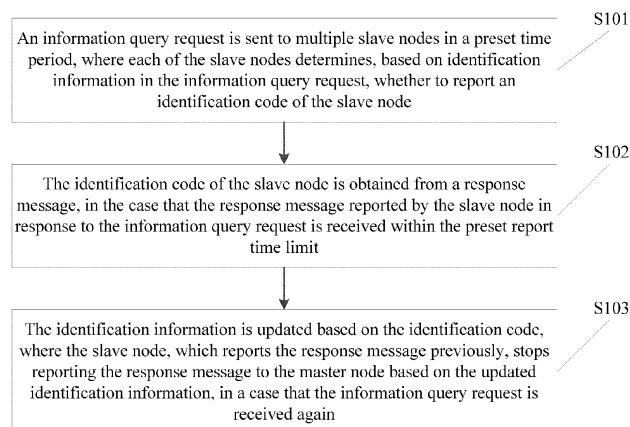 S101
An information query request is sent to multiple slave nodes in a preset time
period, where each of the slave nodes determines, based on identification
information in the information query request, whether to report an
identification code of the slave node
S102
The identification code of the slave node is obtained from a response
message, in the case that the response message reported by the slave node in
response to the information query request is received within the preset report
time limit
S103
The identification information is updated based on the identification code,
where the slave node, which reports the response message previously, stops
reporting the response message to the master node based on the updated
identification information, in a case that the information query request is
received again